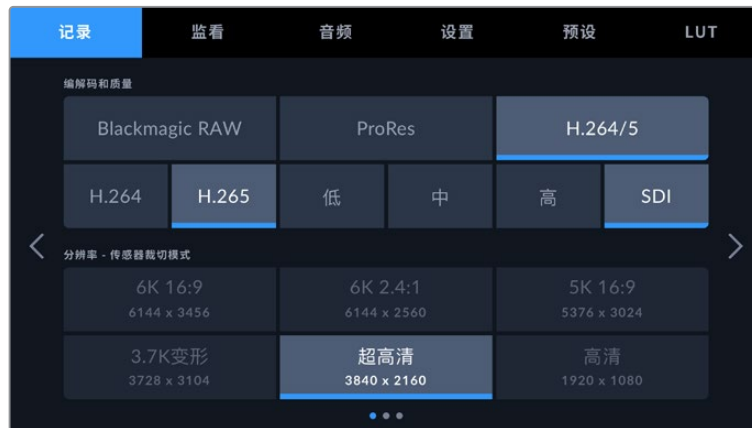 记录 监看 音频 设置 预设 LUT
编解码和质量
Blackmagic RAW ProRes H.264/5
H.264 H.265 低 中 高 SDI
分辨率 - 传感器裁切模式
6K 16:9 6K 2.4:1 5K 16:9
6144 x 3456 6144 x 2560 5376 x 3024
3.7K变形 超高清 高清
3728 x 3104 3840 x 2160 1920 x 1080